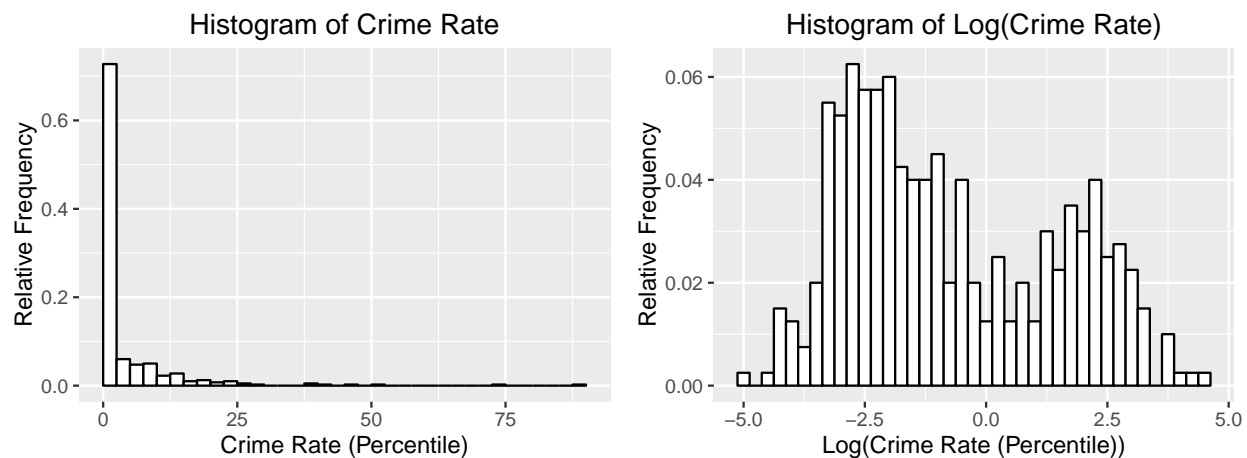 Histogram of Crime Rate
Relative Frequency
0.6
0.4
0.2
0.0
0
25
50
75
Crime Rate (Percentile)
Histogram of Log(Crime Rate)
Relative Frequency
0.06
0.04
0.02
0.00
−5.0
−2.5
0.0
2.5
5.0
Log(Crime Rate (Percentile))